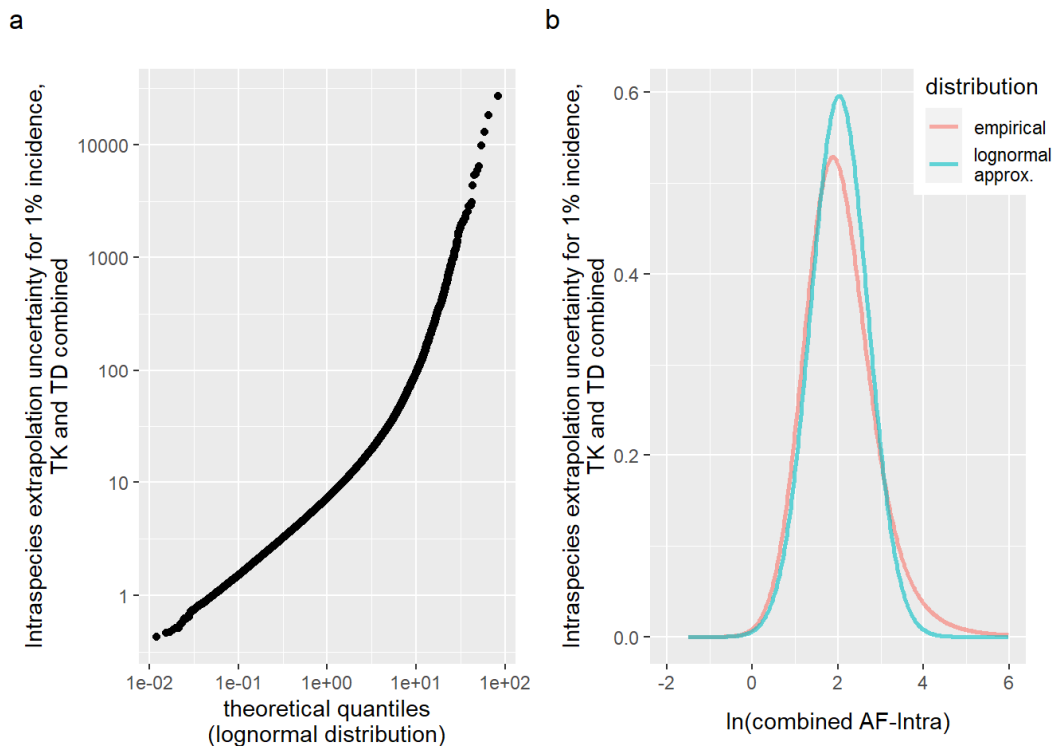 a
Intraspecies extrapolation uncertainty for 1% incidence,
TK and TD combined
10000
1000
100
10
1
1e-02 1e-01 1e+00 1e+01 1e+02
theoretical quantiles
(lognormal distribution)
b
Intraspecies extrapolation uncertainty for 1% incidence,
TK and TD combined
0.6
0.4
0.2
0.0
-2 0 2 4 6
ln(combined AF-Intra)
distribution
empirical
lognormal
approx.